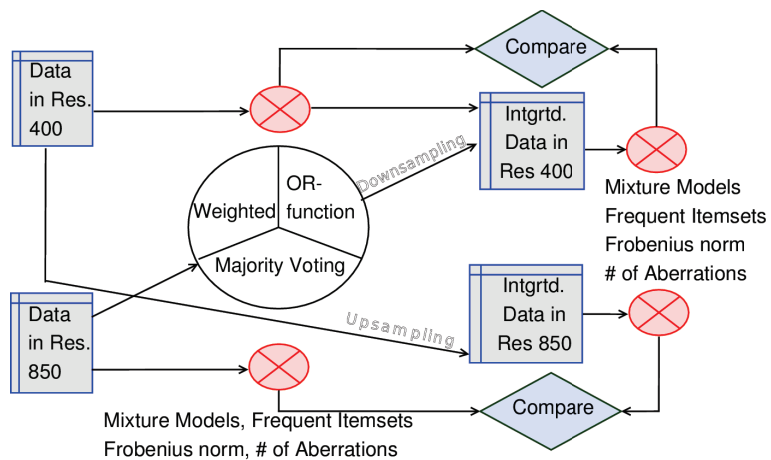 Compare
Data
in Res.
400
Intgrtd.
Data in
Res 400
Downsampling
OR-
function
Weighted
Majority Voting
Mixture Models
Frequent Itemsets
Frobenius norm
# of Aberrations
Data
in Res.
850
Upsampling
Intgrtd.
Data in
Res 850
Compare
Mixture Models, Frequent Itemsets
Frobenius norm, # of Aberrations